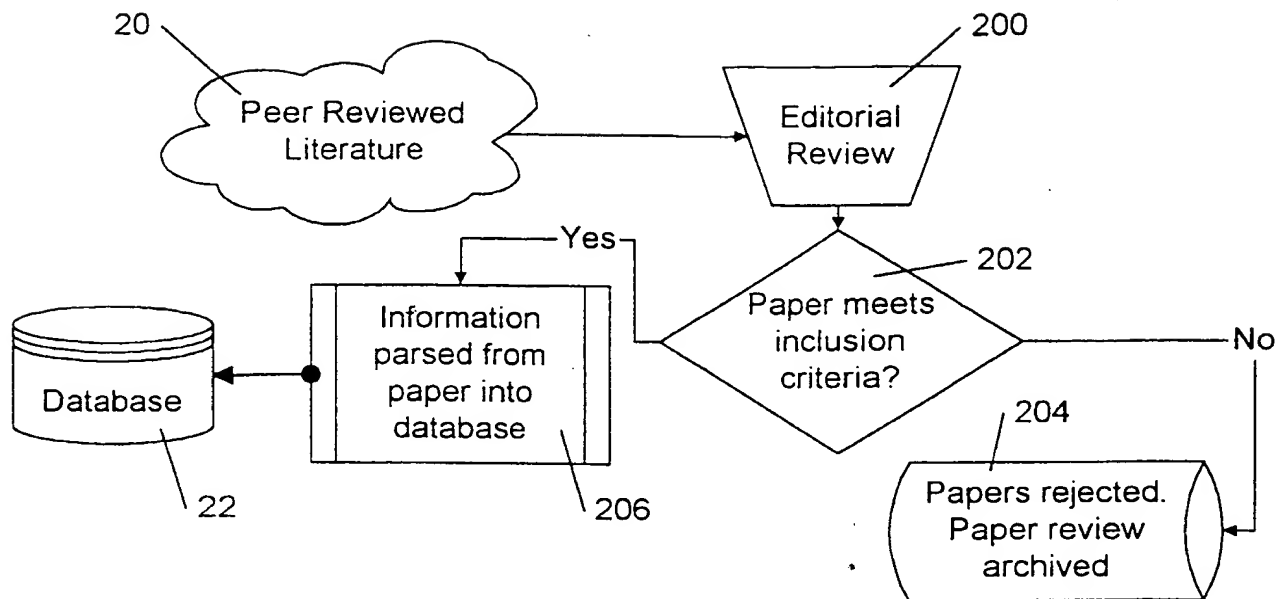 20
200
Peer Reviewed
Literature
Editorial
Review
Yes
202
Paper meets
inclusion
criteria?
No
Information
parsed from
paper into
database
Database
22
206
204
Papers rejected.
Paper review
archived